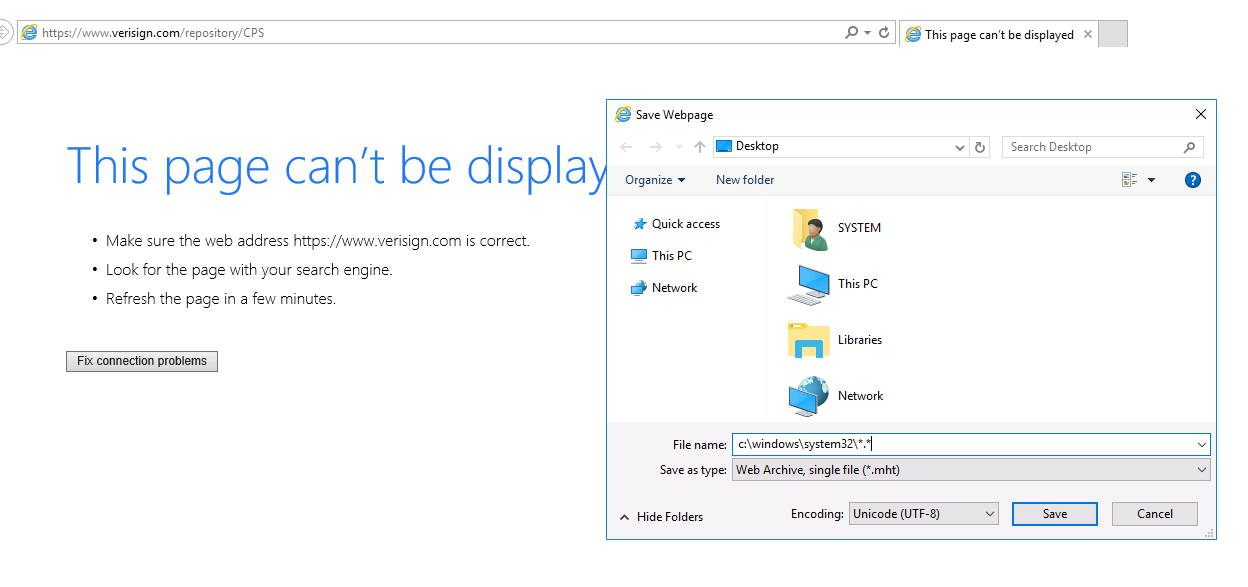 https://www.verisign.com/repository/CPS
This page can't be displayed
This page can't be display
Make sure the web address https://www.verisign.com is correct.
Look for the page with your search engine.
Refresh the page in a few minutes.
Fix connection problems
Save Webpage
Desktop
Search Desktop
Organize
New folder
?
Quick access
This PC
Network
SYSTEM
This PC
Libraries
Network
File name: c:\windows\system32\*.*
Save as type: Web Archive, single file (*.mht)
Hide Folders
Encoding: Unicode (UTF-8)
Save
Cancel